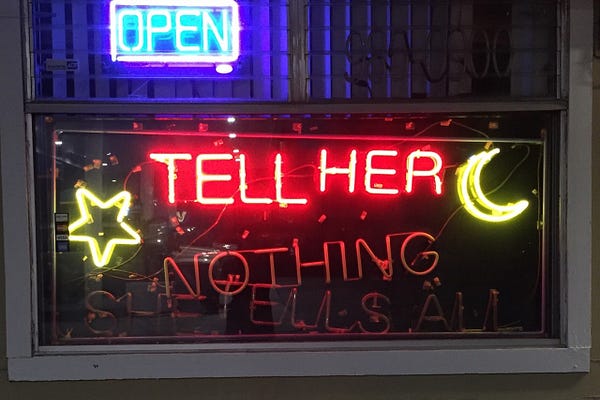 OPEN
TELL HER
NOTHING
SHE TELLS ALL